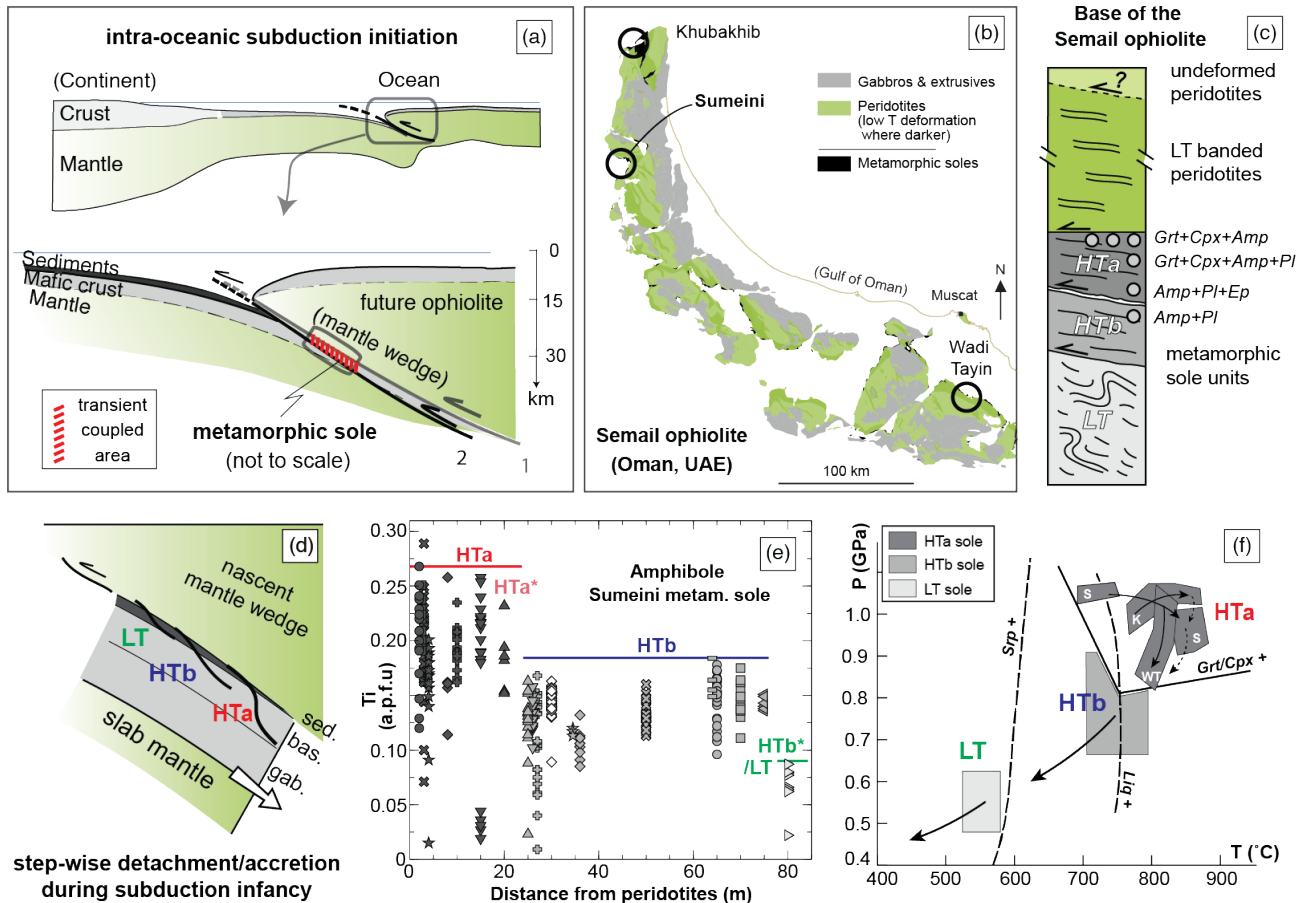 intra-oceanic subduction initiation
(a)
(Continent)
Ocean
Crust
Mantle
Sediments
Mafic crust
Mantle
future ophiolite
(mantle wedge)
0
15
30
km
transient
coupled
area
metamorphic sole
(not to scale)
2
1
(b)
Khubakhib
Sumeini
Gabbros & extrusives
Peridotites
(low T deformation
where darker)
Metamorphic soles
(Gulf of Oman)
N
Muscat
Wadi
Tayin
Semail ophiolite
(Oman, UAE)
100 km
Base of the
Semail ophiolite
(c)
?
undeformed
peridotites
LT banded
peridotites
HTa
Grt+Cpx+Amp
Grt+Cpx+Amp+Pl
Amp+Pl+Ep
HTb
Amp+Pl
metamorphic
sole units
LT
(d)
nascent
mantle wedge
LT
HTb
HTa
sed.
bas.
gab.
slab mantle
step-wise detachment/accretion
during subduction infancy
(e)
HTa
HTa*
Amphibole
Sumeini metam. sole
HTb
HTb*
/LT
Ti
(a.p.f.u)
0.30
0.25
0.20
0.15
0.10
0.05
0
0 10 20 30 40 50 60 70 80
Distance from peridotites (m)
(f)
HTa sole
HTb sole
LT sole
P (GPa)
1.0
0.9
0.8
0.7
0.6
0.5
0.4
400 500 600 700 800 900
T (˚C)
Srp +
Liq +
Grt/Cpx +
S
K
S
WT
HTa
HTb
LT